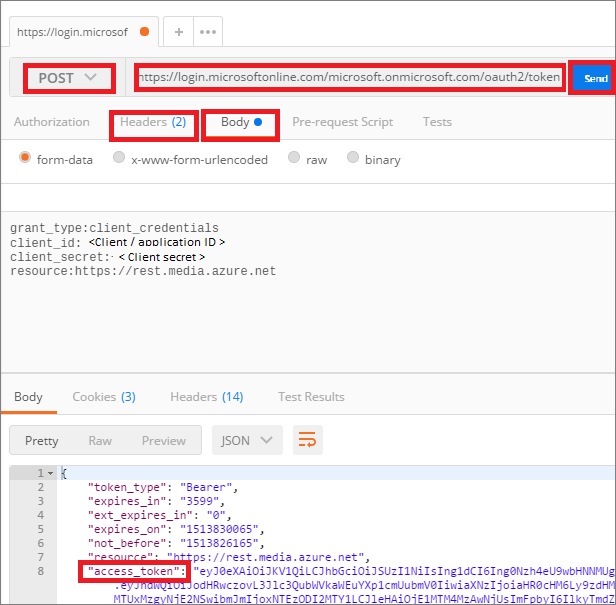 https://login.microsof
+ •••
POST https://login.microsoftonline.com/microsoft.onmicrosoft.com/oauth2/token Send
Authorization Headers (2) Body Pre-request Script Tests
form-data x-www-form-urlencoded raw binary
grant_type:client_credentials
client_id: <Client / application ID >
client_secret: < Client secret >
resource:https://rest.media.azure.net
Body Cookies (3) Headers (14) Test Results
Pretty Raw Preview JSON
1 {
2 "token_type": "Bearer",
3 "expires_in": "3599",
4 "ext_expires_in": "0",
5 "expires_on": "1513830065",
6 "not_before": "1513826165",
7 "resource": "https://rest.media.azure.net",
8 "access_token": "eyJ0eXAiOiJKV1QiLCJhbGciOiJSUzI1NiIsIng1dCI6Ing0Nzh4eU9wbHNNMUg
.eyJhdWQiOiJodHRwczovL3Jlc3QubWVkaWEuYXp1cmUubmV0IiwiaXNzIjoiaHR0cHM6Ly9zdHM
MTUxMzgyNjE2NSwibmJmIjoxNTEzODI2MTY1LCJleHAiOjE1MTM4MzAwNjUsImFpbyI6IlkyTmdZ